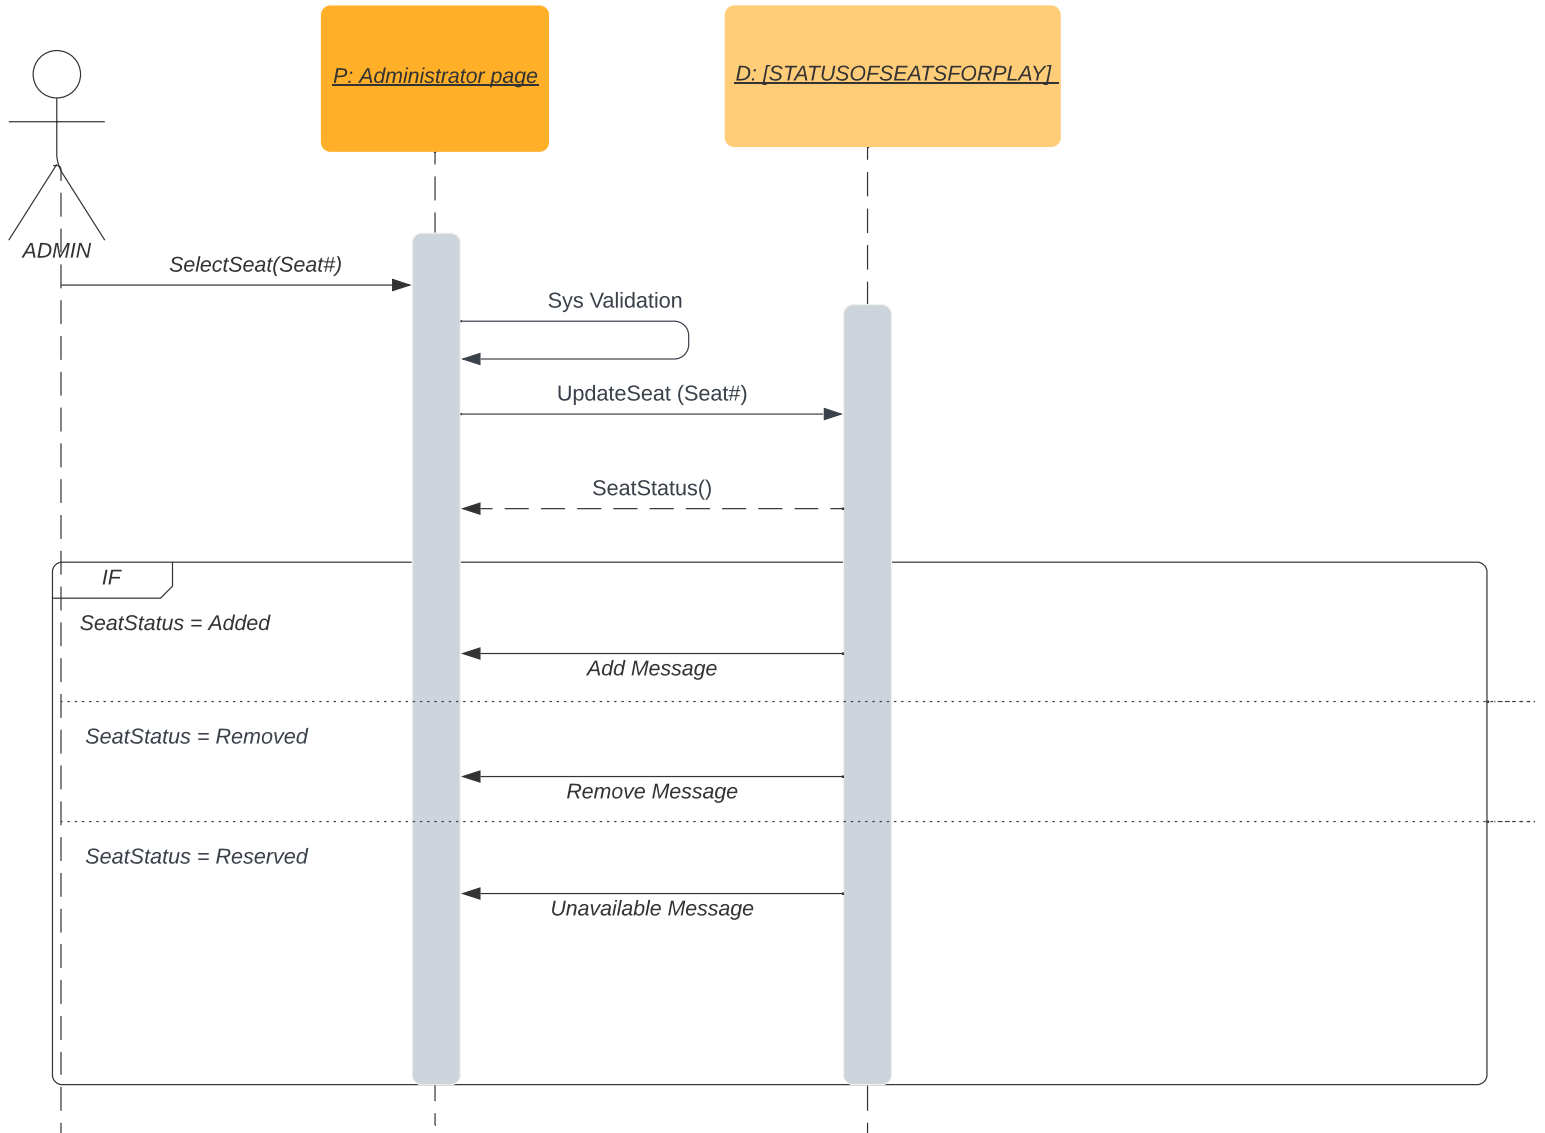 P: Administrator page
D: [STATUSOFSEATSFORPLAY]
ADMIN
SelectSeat(Seat#)
Sys Validation
UpdateSeat (Seat#)
SeatStatus()
IF
SeatStatus = Added
Add Message
SeatStatus = Removed
Remove Message
SeatStatus = Reserved
Unavailable Message